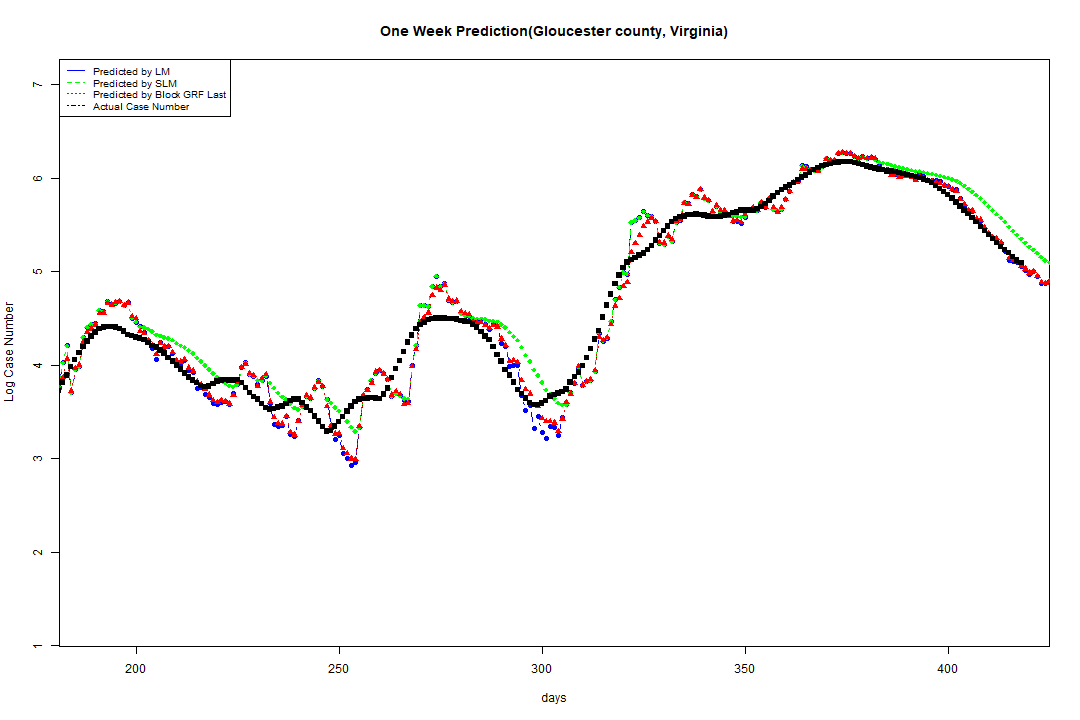 One Week Prediction(Gloucester county, Virginia)
Predicted by LM
Predicted by SLM
Predicted by Block GRF Last
Actual Case Number
7
6
5
4
3
2
1
Log Case Number
200 250 300 350 400
days